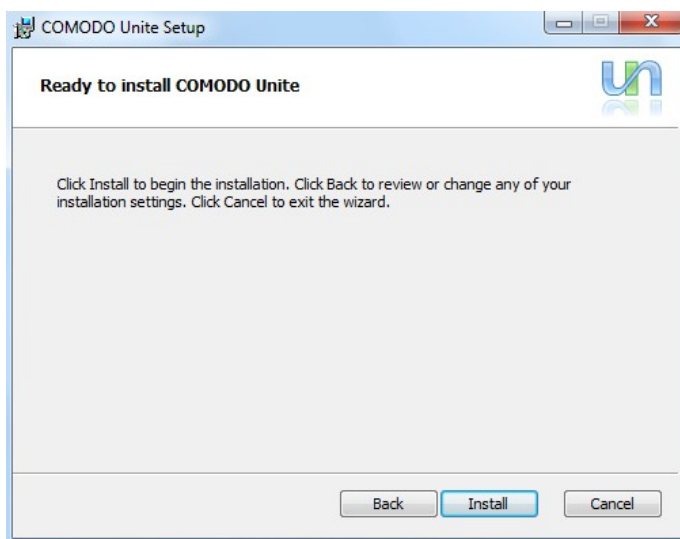 COMODO Unite Setup
Ready to install COMODO Unite
un
Click Install to begin the installation. Click Back to review or change any of your
installation settings. Click Cancel to exit the wizard.
Back Install Cancel